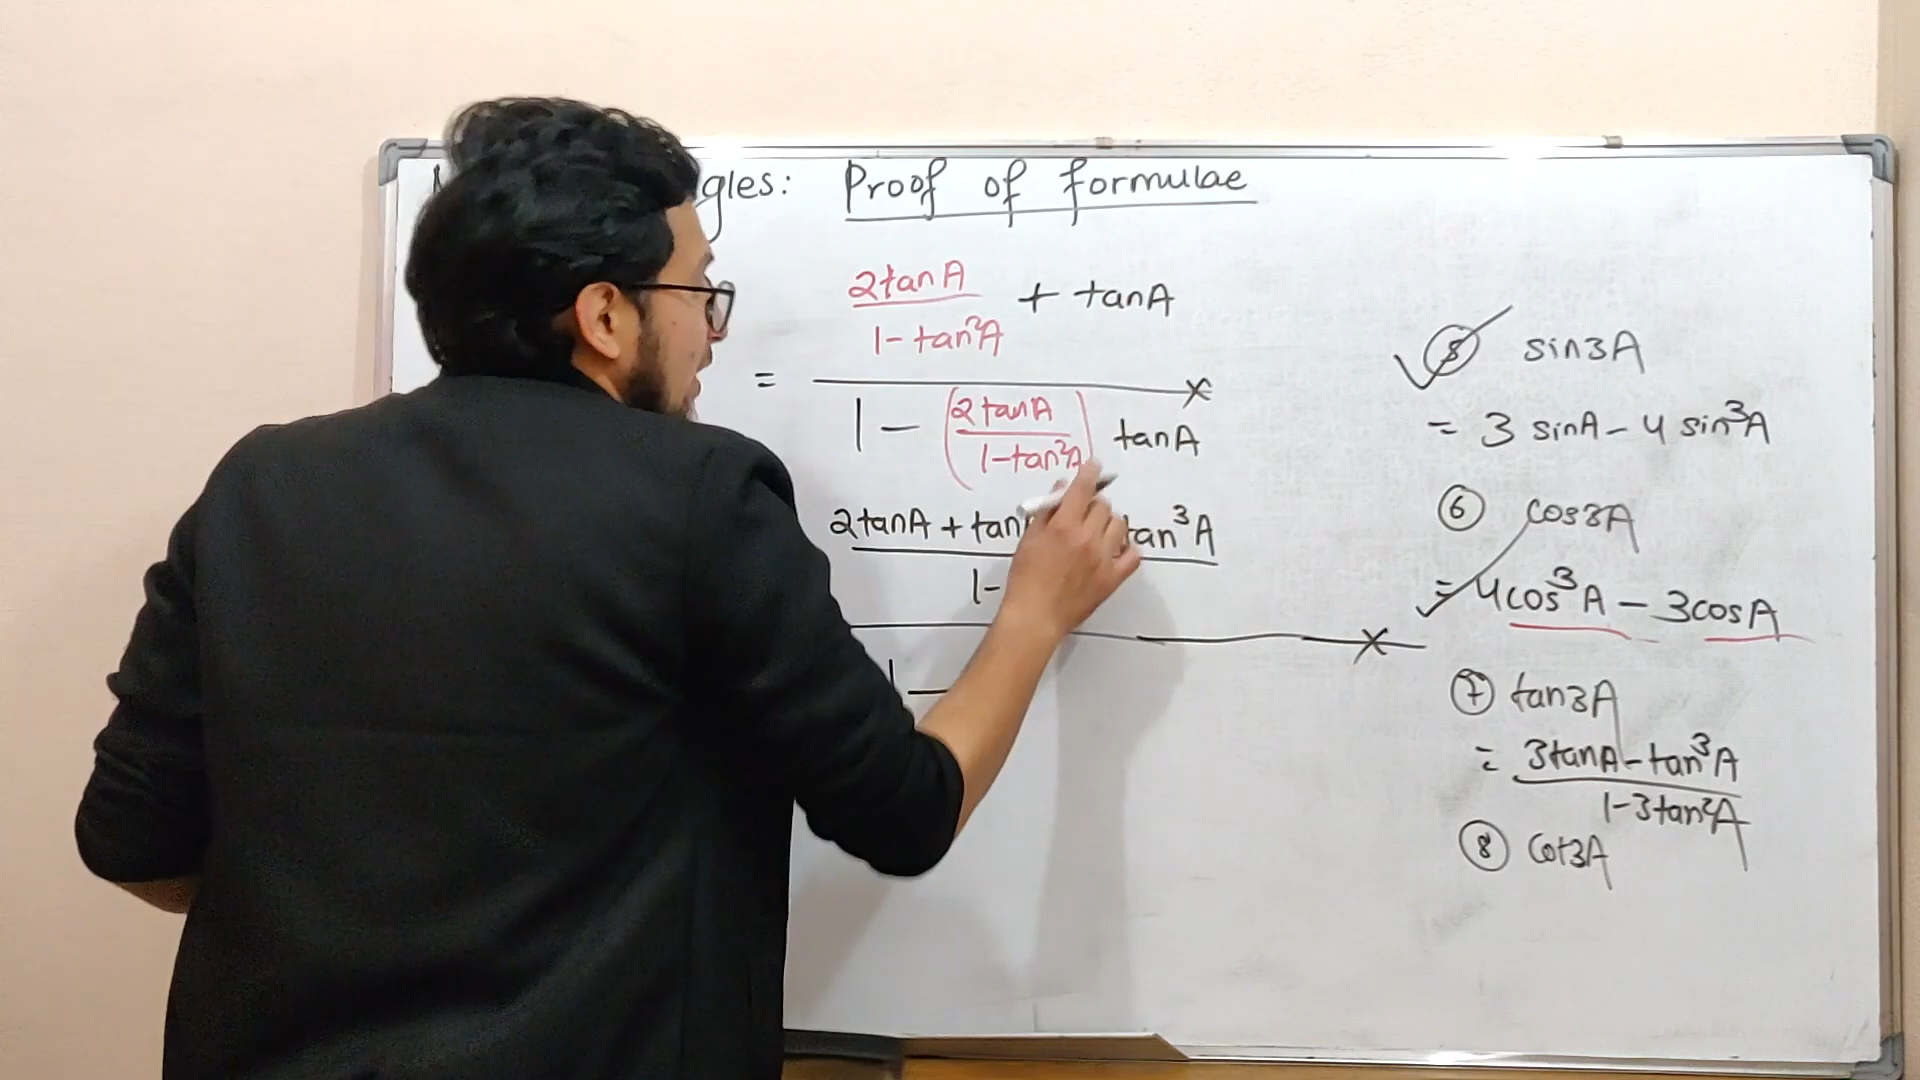 gles: Proof of formulae
2tanA
1-tan²A
+ tanA
=
1 - (2tanA / 1-tan²A) tanA
2tanA + tan tan³A
1-
1 -
sin3A
= 3 sinA - 4 sin³A
⑥ cos3A
= 4cos³A - 3cosA
⑦ tan3A
= 3tanA - tan³A
1-3tan²A
⑧ cot3A